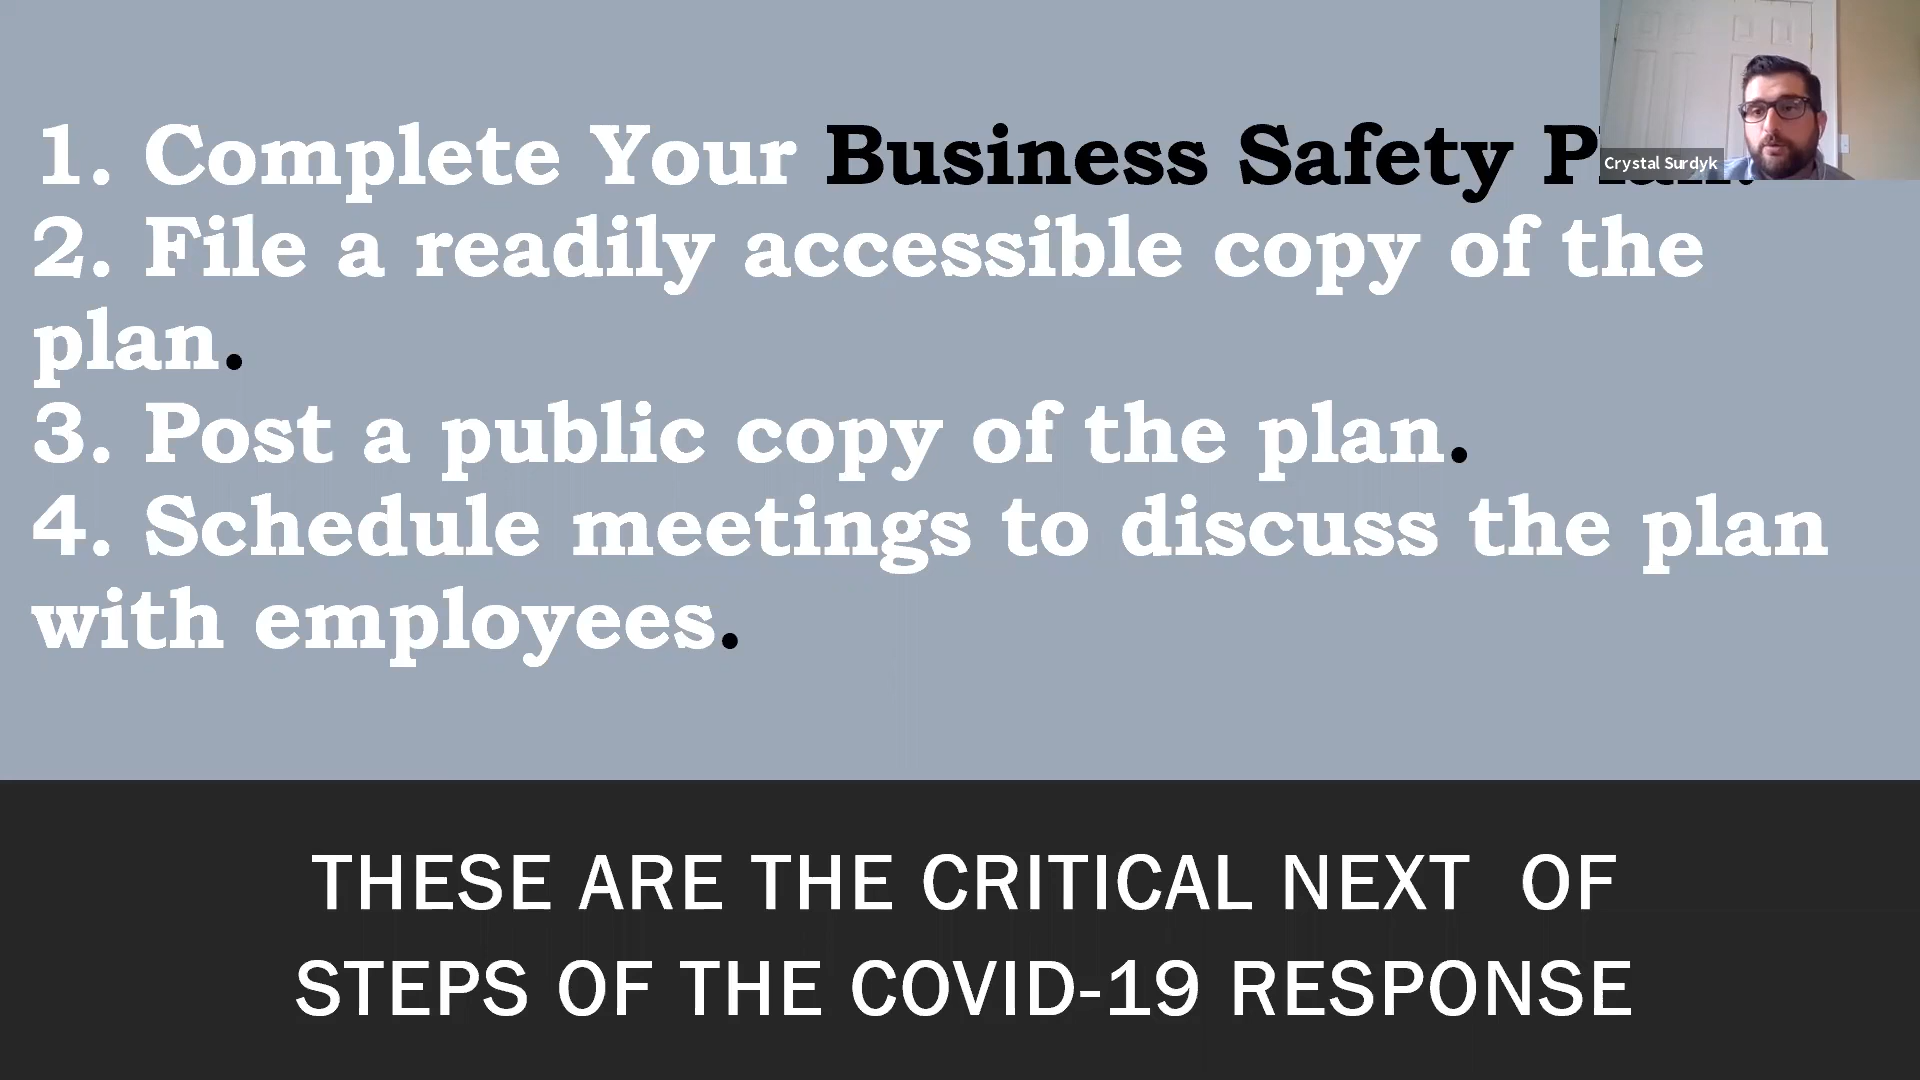 1. Complete Your Business Safety Plan.
2. File a readily accessible copy of the
plan.
3. Post a public copy of the plan.
4. Schedule meetings to discuss the plan
with employees.
Crystal Surdyk
THESE ARE THE CRITICAL NEXT OF
STEPS OF THE COVID-19 RESPONSE